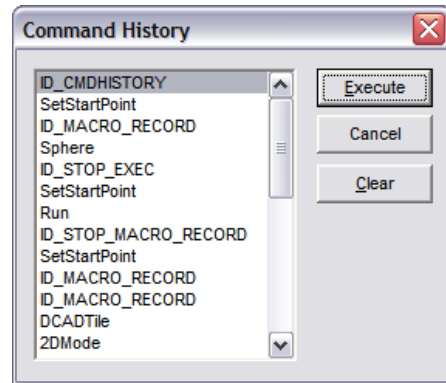 Command History
ID_CMDHISTORY
SetStartPoint
ID_MACRO_RECORD
Sphere
ID_STOP_EXEC
SetStartPoint
Run
ID_STOP_MACRO_RECORD
SetStartPoint
ID_MACRO_RECORD
ID_MACRO_RECORD
DCADTile
2DMode
Execute
Cancel
Clear